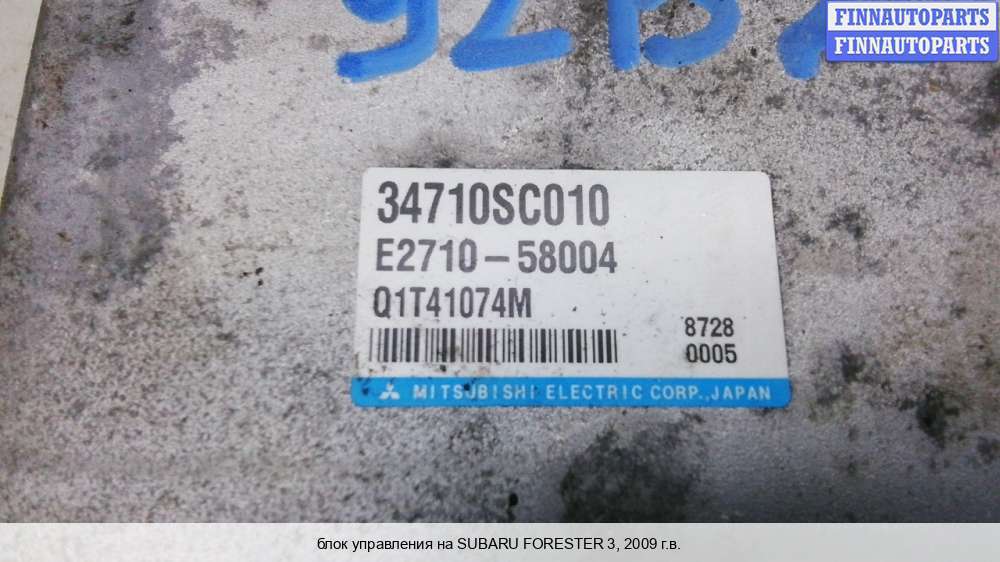 FINNAUTOPARTS
FINNAUTOPARTS
34710SC010
E2710-58004
Q1T41074M
8728
0005
MITSUBISHI ELECTRIC CORP., JAPAN
блок управления на SUBARU FORESTER 3, 2009 г.в.